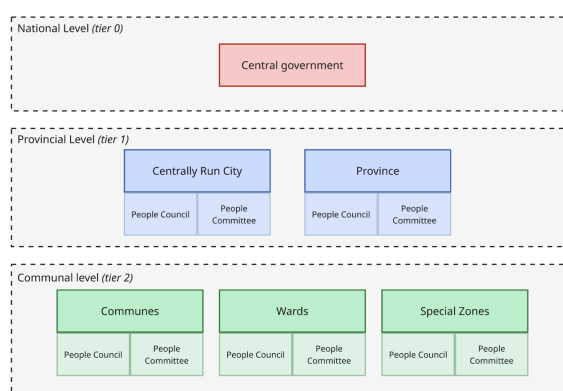 National Level (tier 0)
Central government
Provincial Level (tier 1)
Centrally Run City
Province
People Council
People
Committee
People Council
People
Committee
Communal level (tier 2)
Communes
Wards
Special Zones
People Council
People
Committee
People Council
People
Committee
People Council
People
Committee